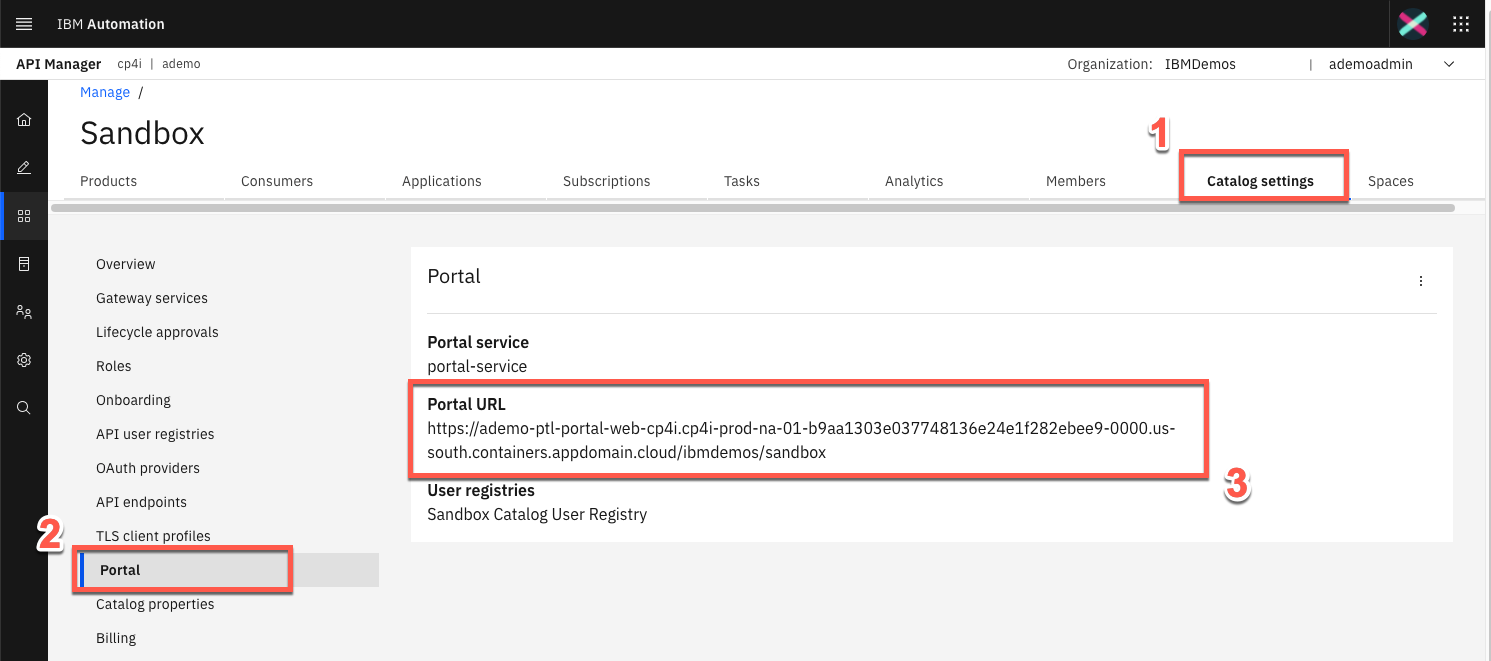 IBM Automation
API Manager cp4i | ademo Organization: IBMDemos | ademoadmin
Manage /
Sandbox
1
Products Consumers Applications Subscriptions Tasks Analytics Members Catalog settings Spaces
Overview
Gateway services
Lifecycle approvals
Roles
Onboarding
API user registries
OAuth providers
API endpoints
TLS client profiles
2
Portal
Catalog properties
Billing
Portal
Portal service
portal-service
Portal URL
https://ademo-ptl-portal-web-cp4i.cp4i-prod-na-01-b9aa1303e037748136e24e1f282ebee9-0000.us-
south.containers.appdomain.cloud/ibmdemos/sandbox
3
User registries
Sandbox Catalog User Registry